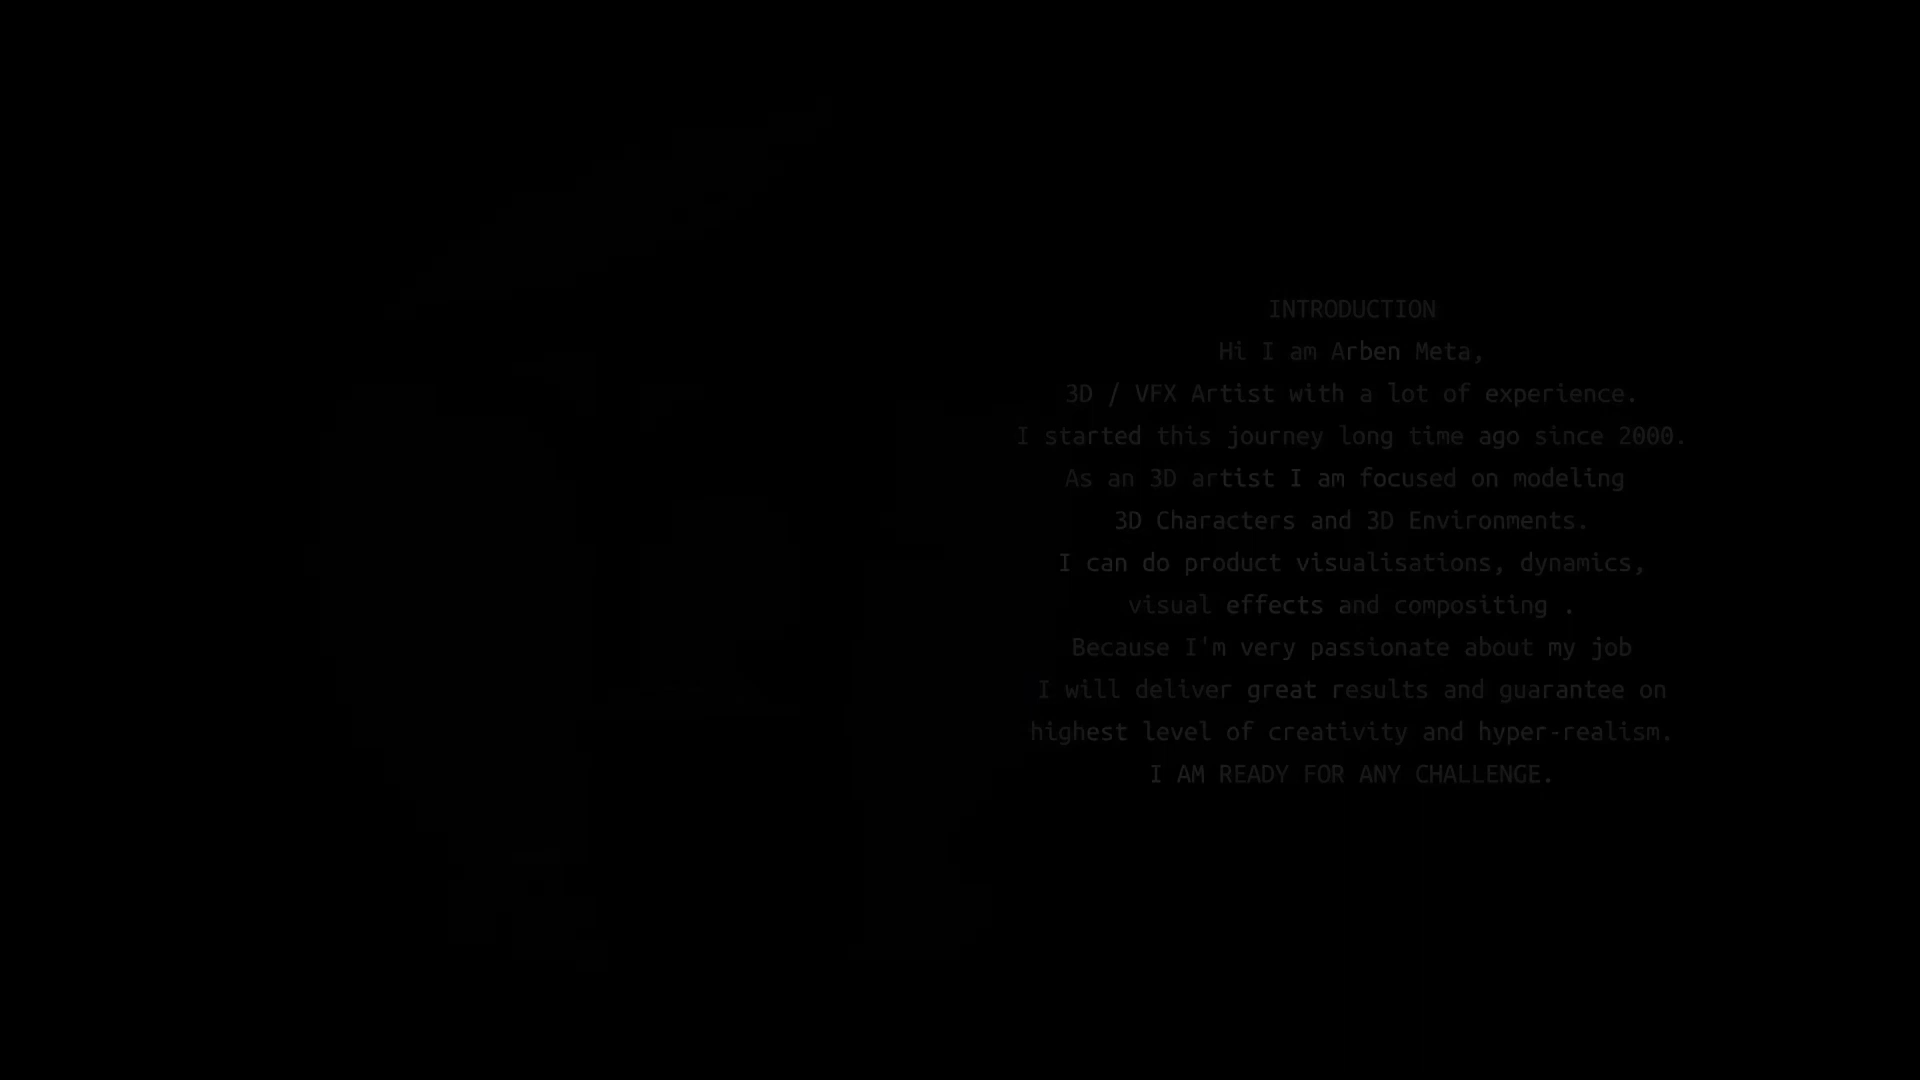 INTRODUCTION
Hi I am Arben Meta,
3D / VFX Artist with a lot of experience.
I started this journey long time ago since 2000.
As an 3D artist I am focused on modeling
3D Characters and 3D Environments.
I can do product visualisations, dynamics,
visual effects and compositing .
Because I'm very passionate about my job
I will deliver great results and guarantee on
highest level of creativity and hyper-realism.
I AM READY FOR ANY CHALLENGE.